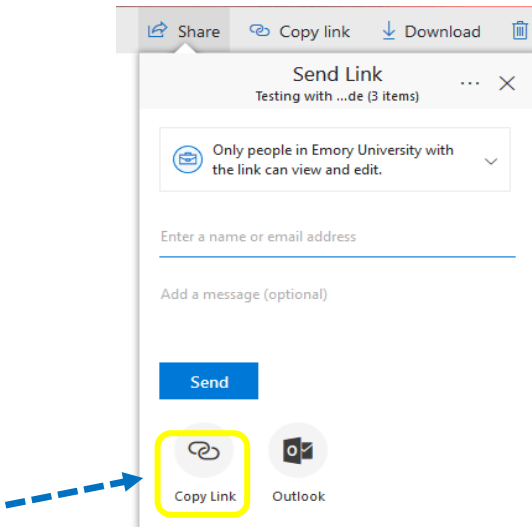 Share Copy link Download
Send Link
Testing with ...de (3 items)
Only people in Emory University with
the link can view and edit.
Enter a name or email address
Add a message (optional)
Send
Copy Link Outlook